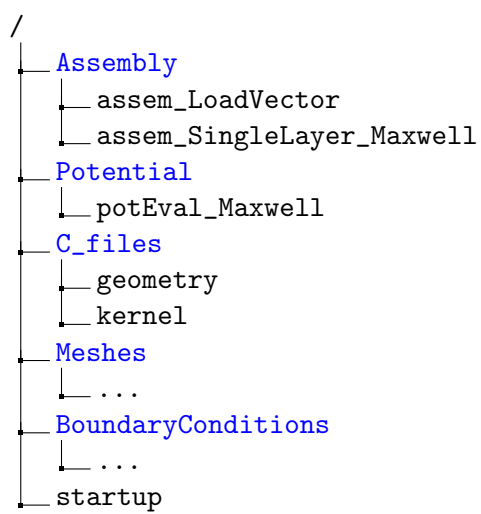 /
Assembly
assem_LoadVector
assem_SingleLayer_Maxwell
Potential
potEval_Maxwell
C_files
geometry
kernel
Meshes
...
BoundaryConditions
...
startup